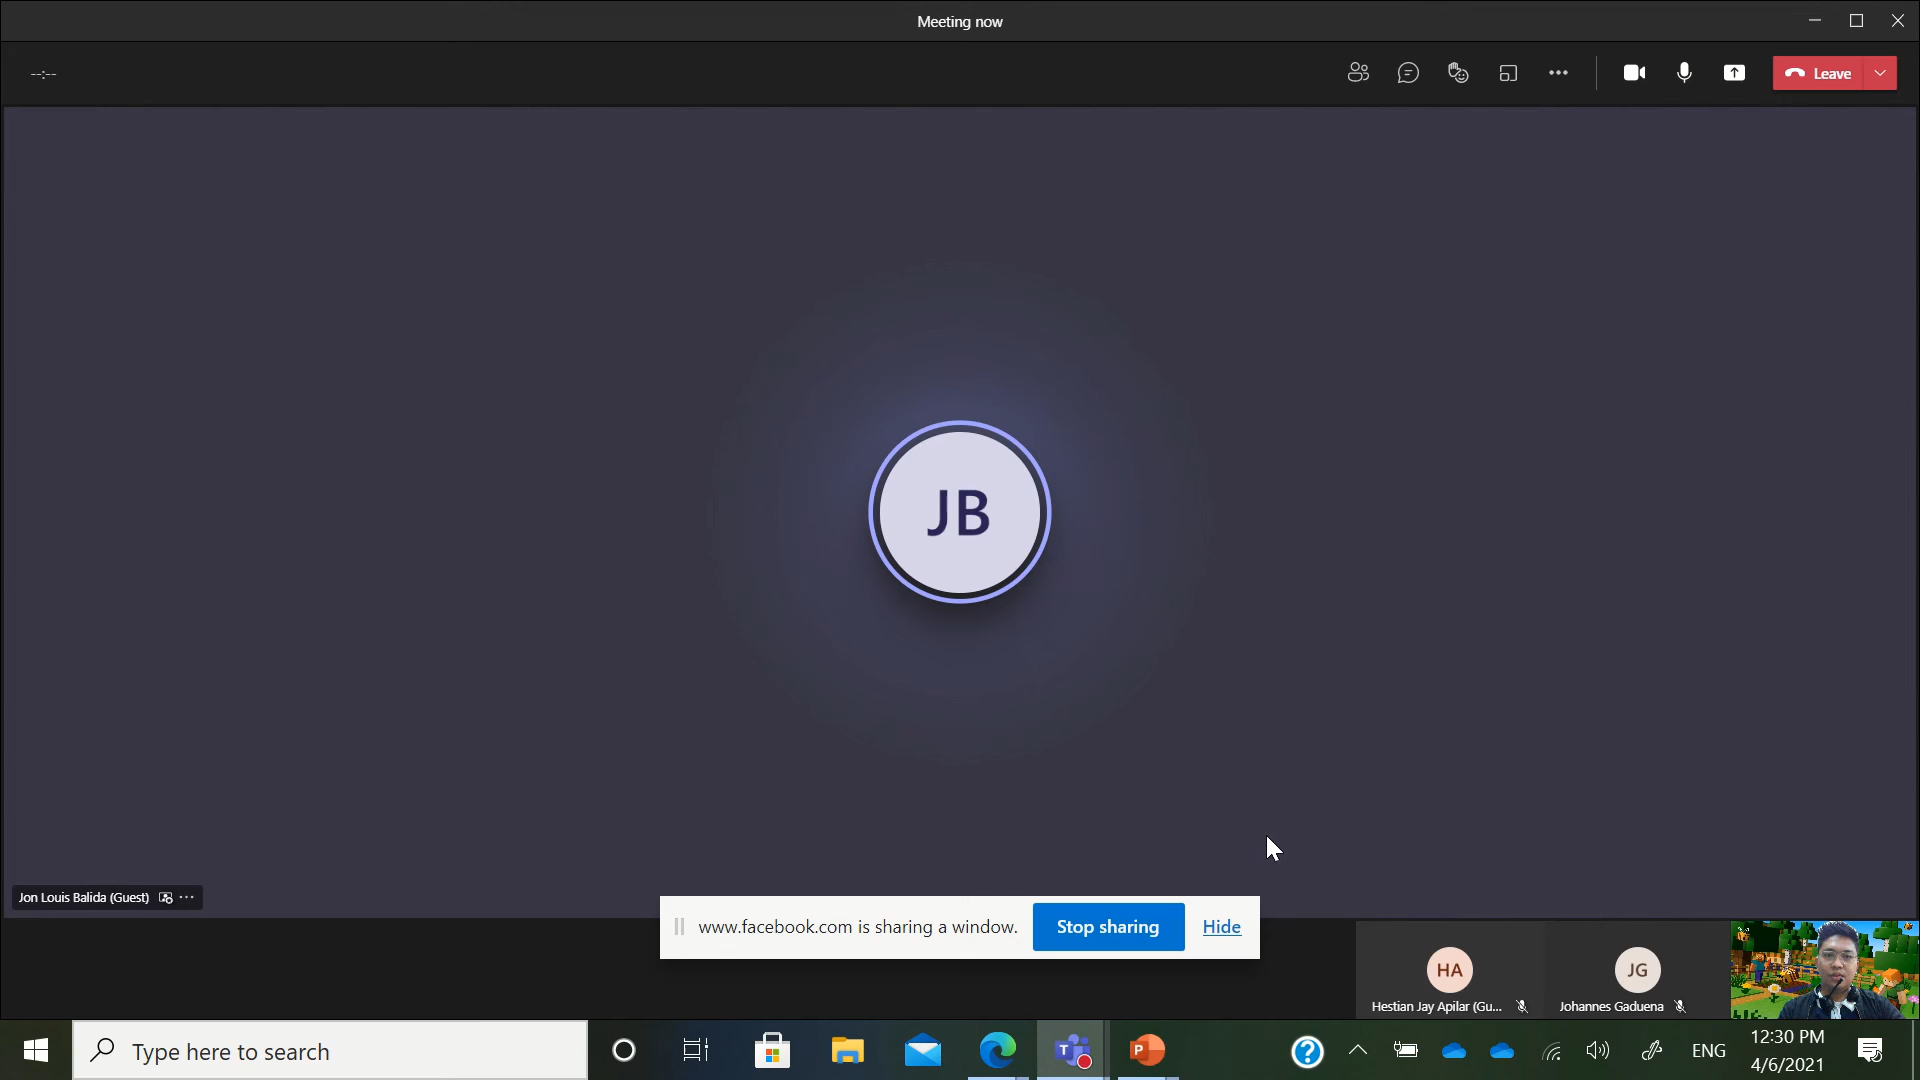 Meeting now
--:--
Leave
JB
Jon Louis Balida (Guest)
www.facebook.com is sharing a window.
Stop sharing
Hide
HA
JG
Hestian Jay Apilar (Gu...
Johannes Gaduena
Type here to search
T
P
?
ENG
12:30 PM
4/6/2021